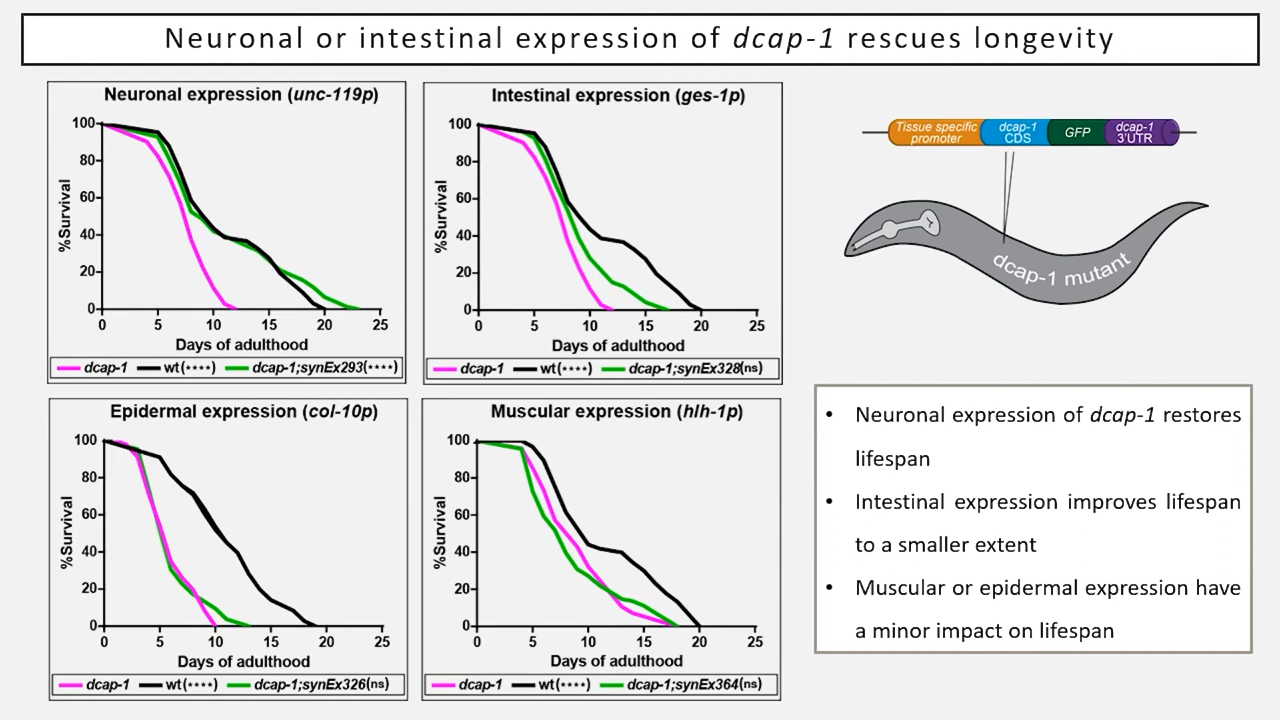 Neuronal or intestinal expression of dcap-1 rescues longevity
Neuronal expression (unc-119p)
%Survival
100
80
60
40
20
0
0 5 10 15 20 25
Days of adulthood
dcap-1 wt(****) dcap-1;synEx293(****)
Intestinal expression (ges-1p)
%Survival
100
80
60
40
20
0
0 5 10 15 20 25
Days of adulthood
dcap-1 wt(****) dcap-1;synEx328(ns)
Epidermal expression (col-10p)
%Survival
100
80
60
40
20
0
0 5 10 15 20 25
Days of adulthood
dcap-1 wt(****) dcap-1;synEx326(ns)
Muscular expression (hlh-1p)
%Survival
100
80
60
40
20
0
0 5 10 15 20 25
Days of adulthood
dcap-1 wt(****) dcap-1;synEx364(ns)
Tissue specific
promoter
dcap-1
CDS
GFP
dcap-1
3'UTR
dcap-1 mutant
• Neuronal expression of dcap-1 restores
lifespan
• Intestinal expression improves lifespan
to a smaller extent
• Muscular or epidermal expression have
a minor impact on lifespan